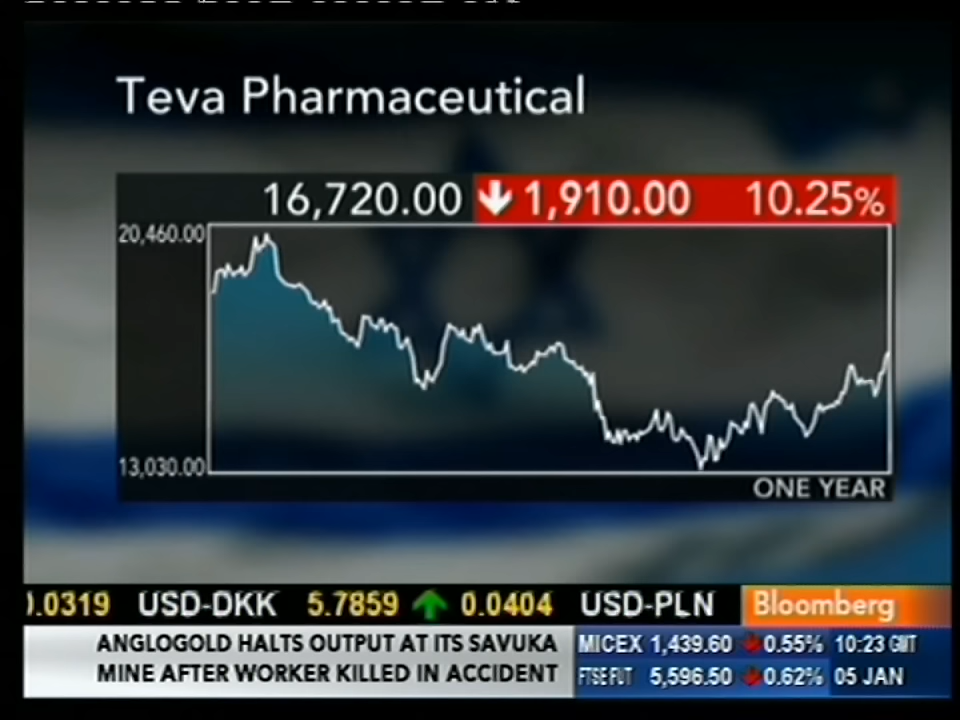 Teva Pharmaceutical
16,720.00 1,910.00 10.25%
20,460.00
13,030.00
ONE YEAR
0.0319 USD-DKK 5.7859 0.0404 USD-PLN Bloomberg
ANGLOGOLD HALTS OUTPUT AT ITS SAVUKA
MINE AFTER WORKER KILLED IN ACCIDENT
MICEX 1,439.60 0.55% 10:23 GMT
FTSE FUT 5,596.50 0.62% 05 JAN